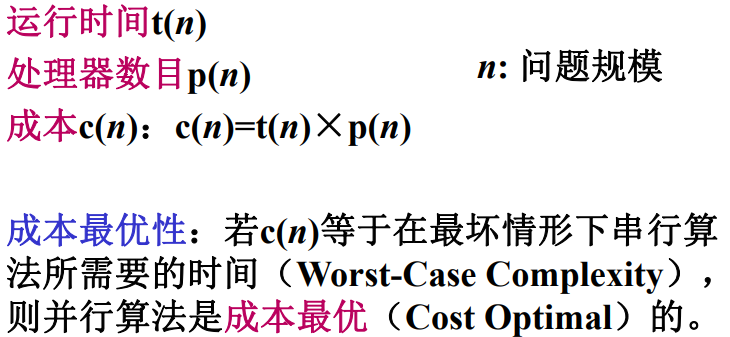 运行时间t(n)
处理器数目p(n)
n: 问题规模
成本c(n)：c(n)=t(n)×p(n)
成本最优性：若c(n)等于在最坏情形下串行算
法所需要的时间（Worst-Case Complexity），
则并行算法是成本最优（Cost Optimal）的。